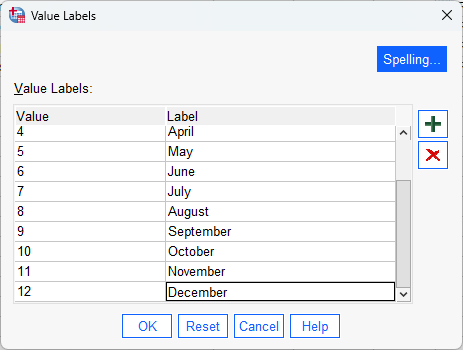 Value Labels
Spelling...
Value Labels:
Value Label
4 April
5 May
6 June
7 July
8 August
9 September
10 October
11 November
12 December
OK Reset Cancel Help